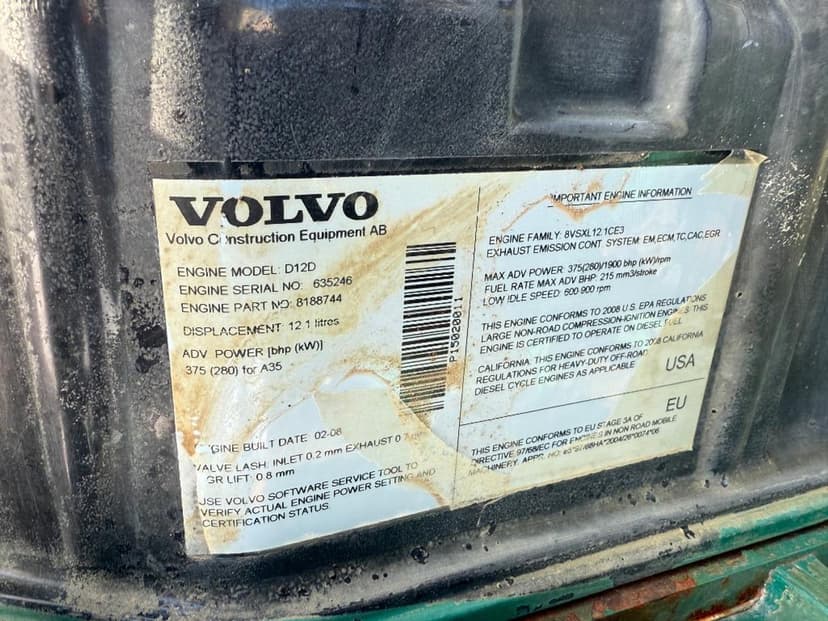 VOLVO
Volvo Construction Equipment AB
ENGINE MODEL: D12D
ENGINE SERIAL NO: 635246
ENGINE PART NO: 8188744
DISPLACEMENT: 12.1 litres
ADV POWER [bhp (kW)]
375 (280) for A35
GINE BUILT DATE 02-08
VALVE LASH: INLET 0.2 mm EXHAUST 0
GR LIFT: 0.8 mm
USE VOLVO SOFTWARE SERVICE TOOL TO
VERIFY ACTUAL ENGINE POWER SETTING AND
CERTIFICATION STATUS.
P15020011
IMPORTANT ENGINE INFORMATION
ENGINE FAMILY: 8VSXL12.1CE3
EXHAUST EMISSION CONT. SYSTEM: EM,ECM,TC,CAC,EGR
MAX ADV POWER: 375(280)/1900 bhp (kW)/rpm
FUEL RATE MAX ADV BHP: 215 mm3/stroke
LOW IDLE SPEED: 600-900 rpm
THIS ENGINE CONFORMS TO 2008 U.S. EPA REGULATIONS
LARGE NON-ROAD COMPRESSION-IGNITION ENGINES. THIS
ENGINE IS CERTIFIED TO OPERATE ON DIESEL FUEL.
CALIFORNIA: THIS ENGINE CONFORMS TO 2008 CALIFORNIA
REGULATIONS FOR HEAVY-DUTY OFF-ROAD
DIESEL CYCLE ENGINES AS APPLICABLE
USA
EU
THIS ENGINE CONFORMS TO EU STAGE 3A OF
DIRECTIVE 97/68/EC FOR ENGINES IN NON ROAD MOBILE
MACHINERY. APPR. NO: